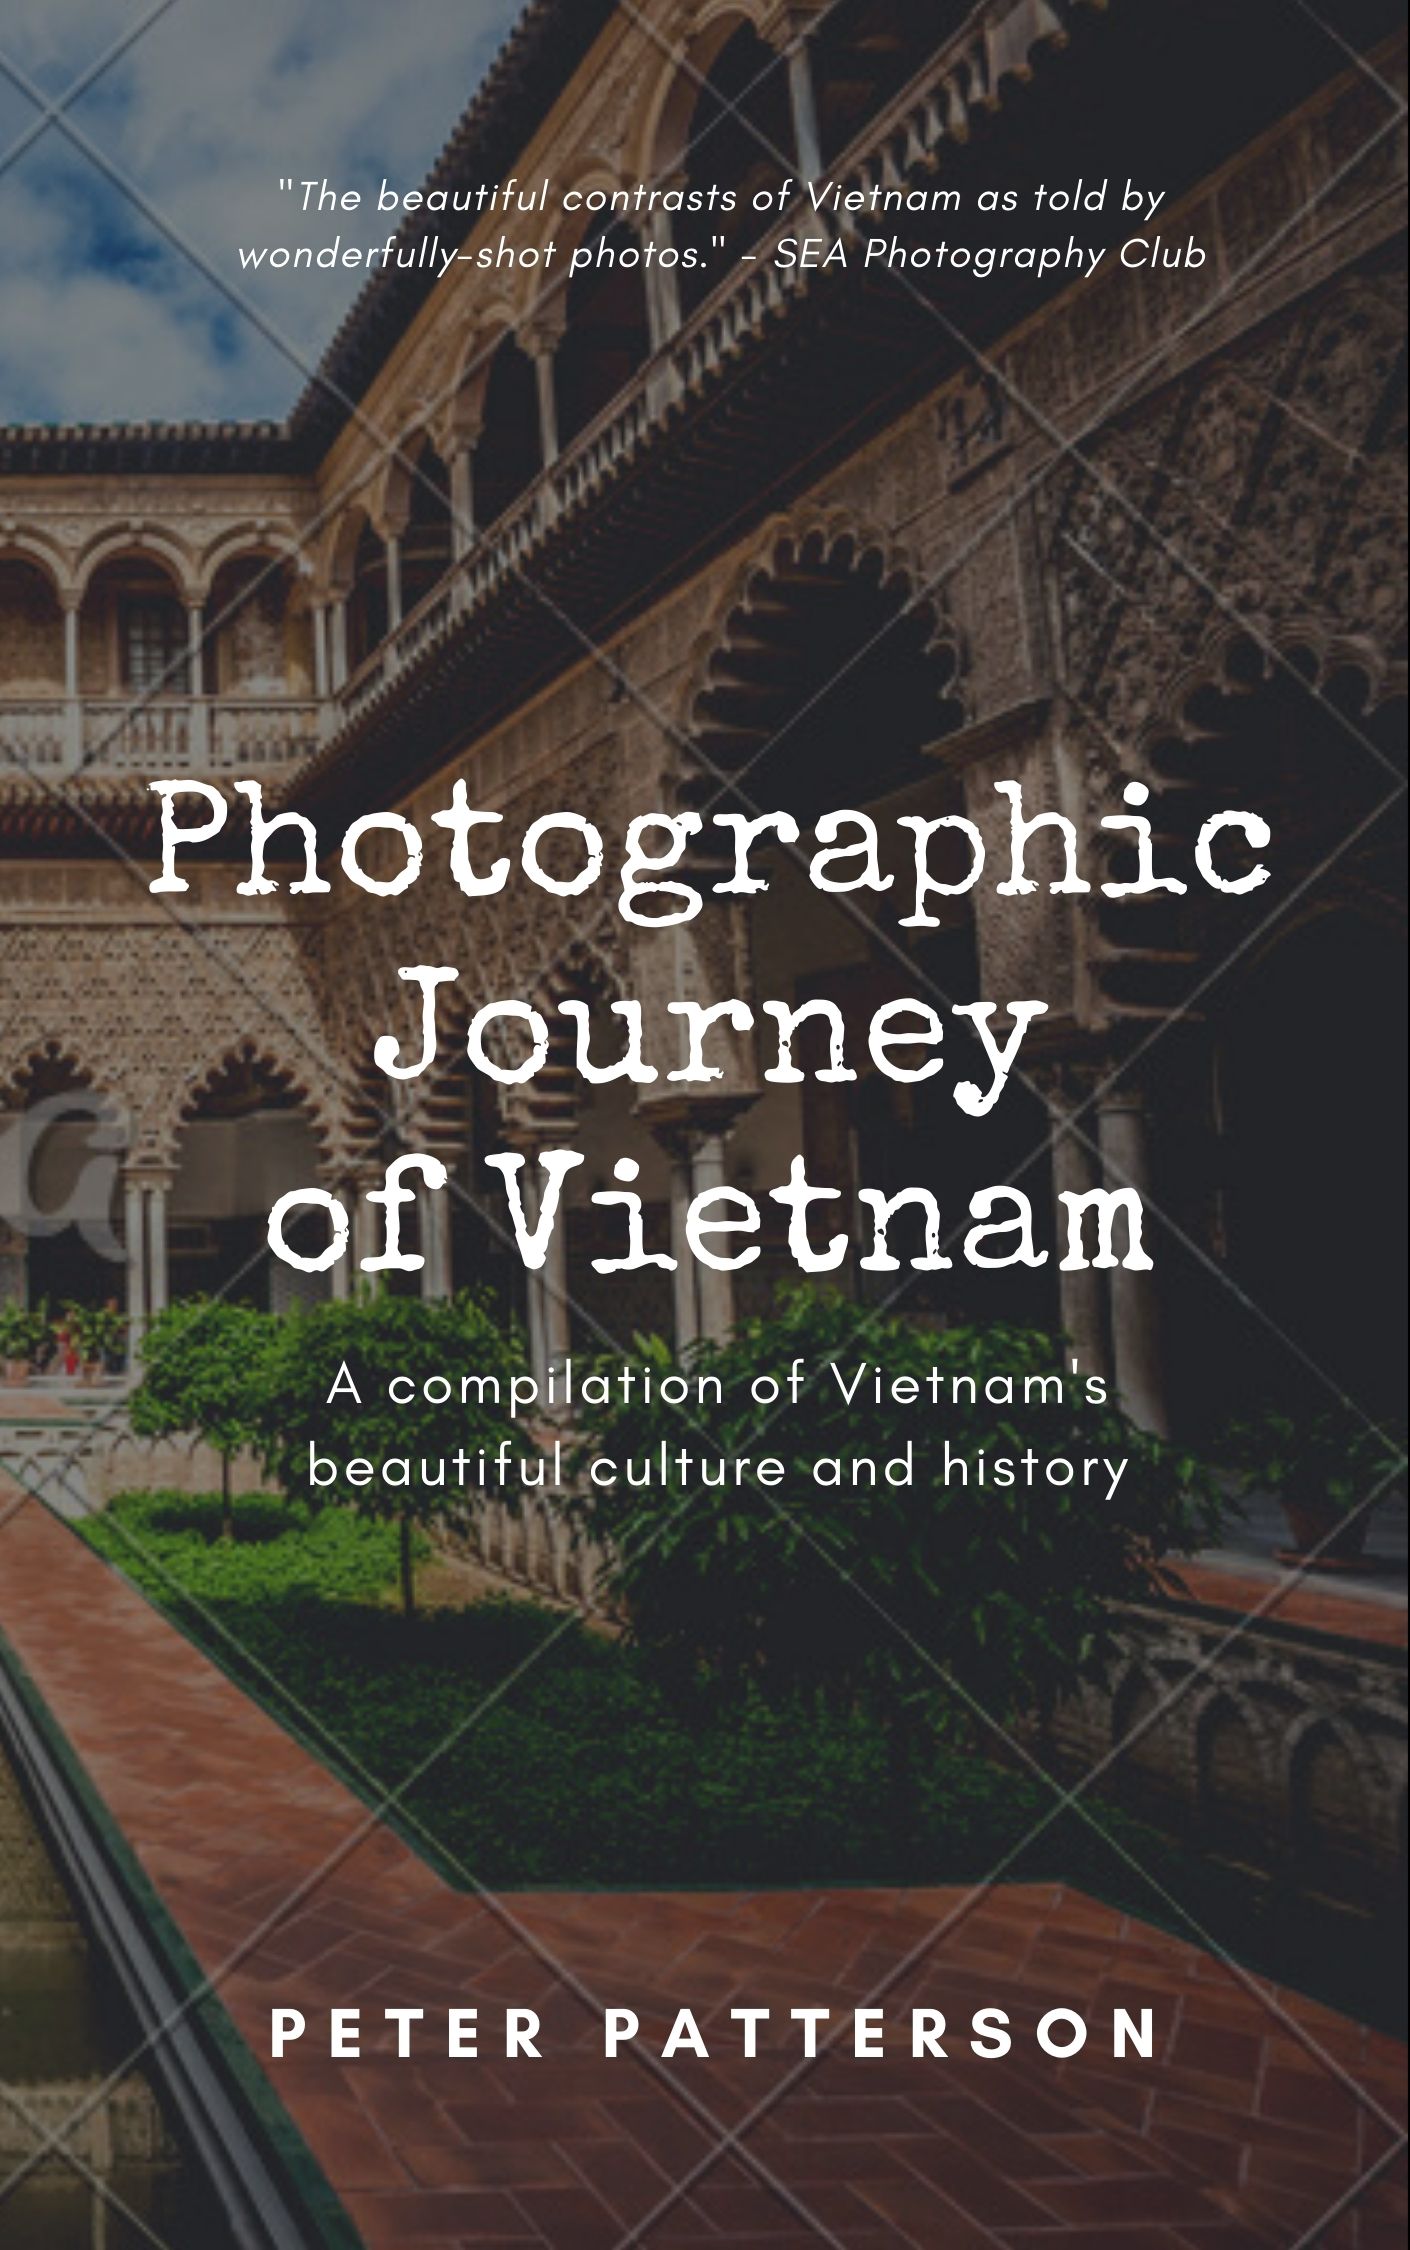 "The beautiful contrasts of Vietnam as told by
wonderfully-shot photos." - SEA Photography Club
Photographic
Journey
of Vietnam
A compilation of Vietnam's
beautiful culture and history
PETER PATTERSON
a